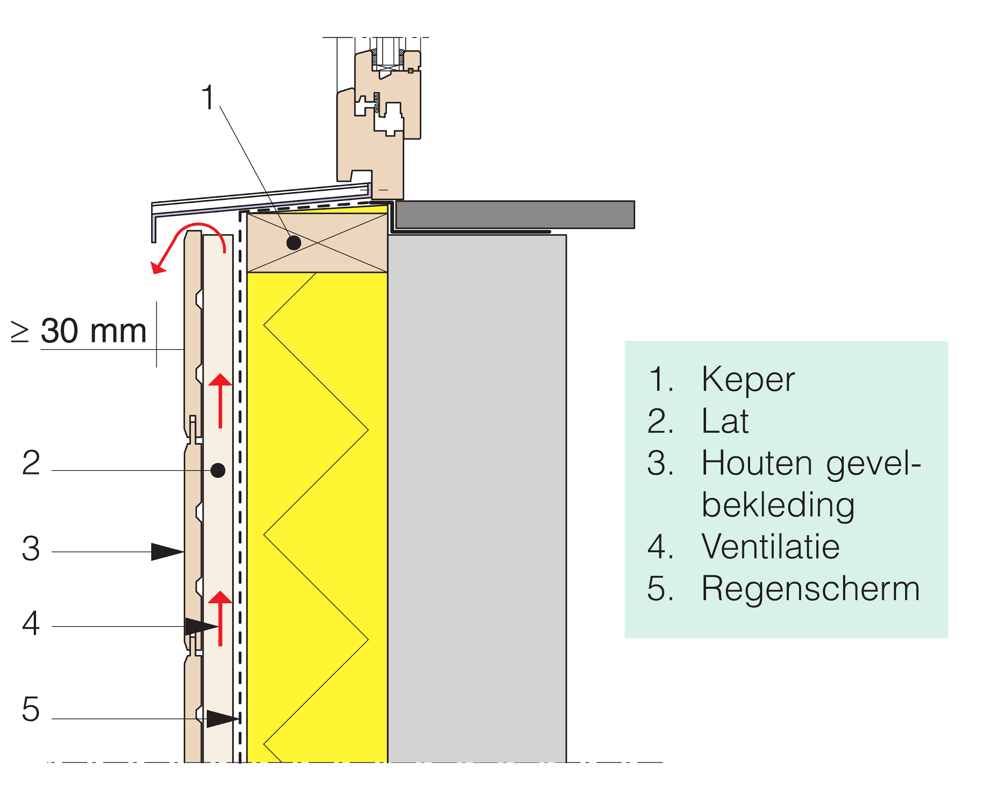 1
≥ 30 mm
2
3
4
5
1. Keper
2. Lat
3. Houten gevel-
bekleding
4. Ventilatie
5. Regenscherm